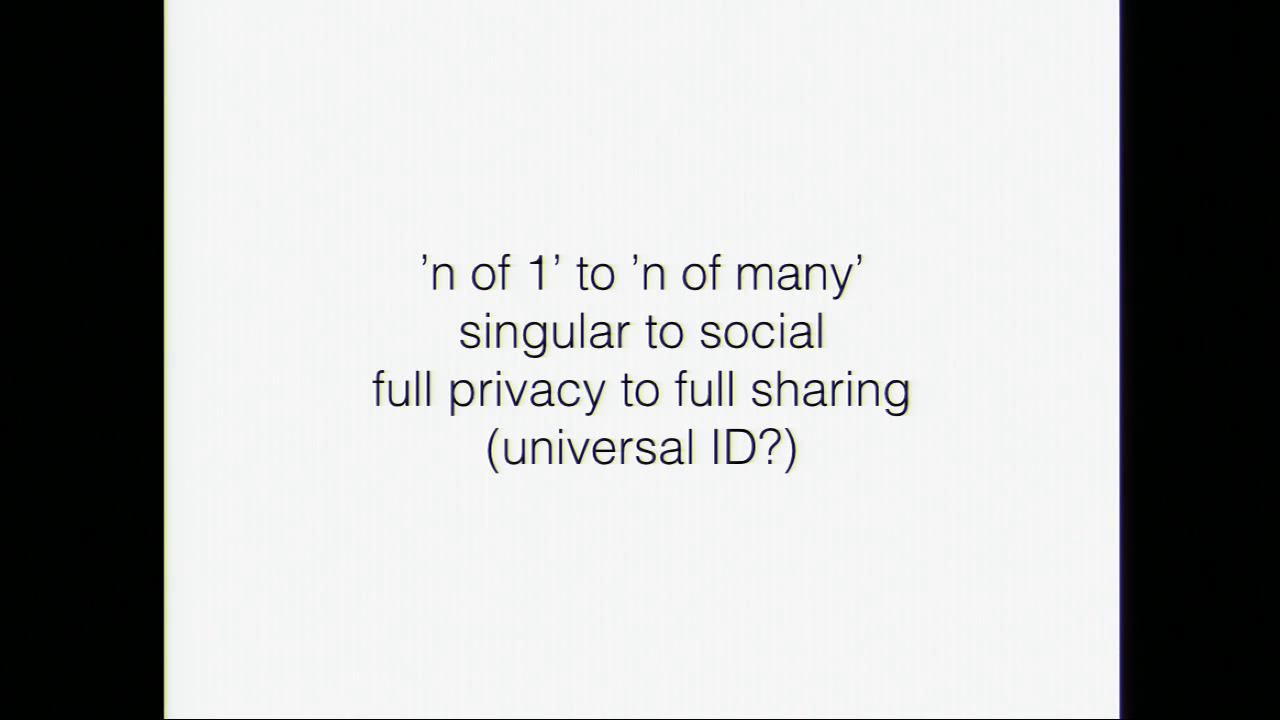 ’n of 1’ to ’n of many’
singular to social
full privacy to full sharing
(universal ID?)